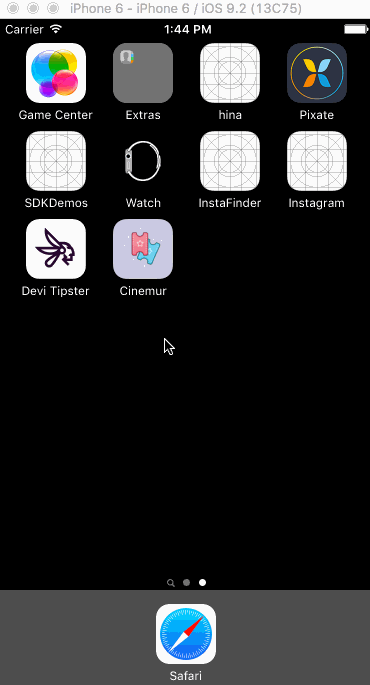 iPhone 6 - iPhone 6 / iOS 9.2 (13C75)
Carrier 1:44 PM
Game Center Extras hina Pixate
SDKDemos Watch InstaFinder Instagram
Devi Tipster Cinemur
Safari